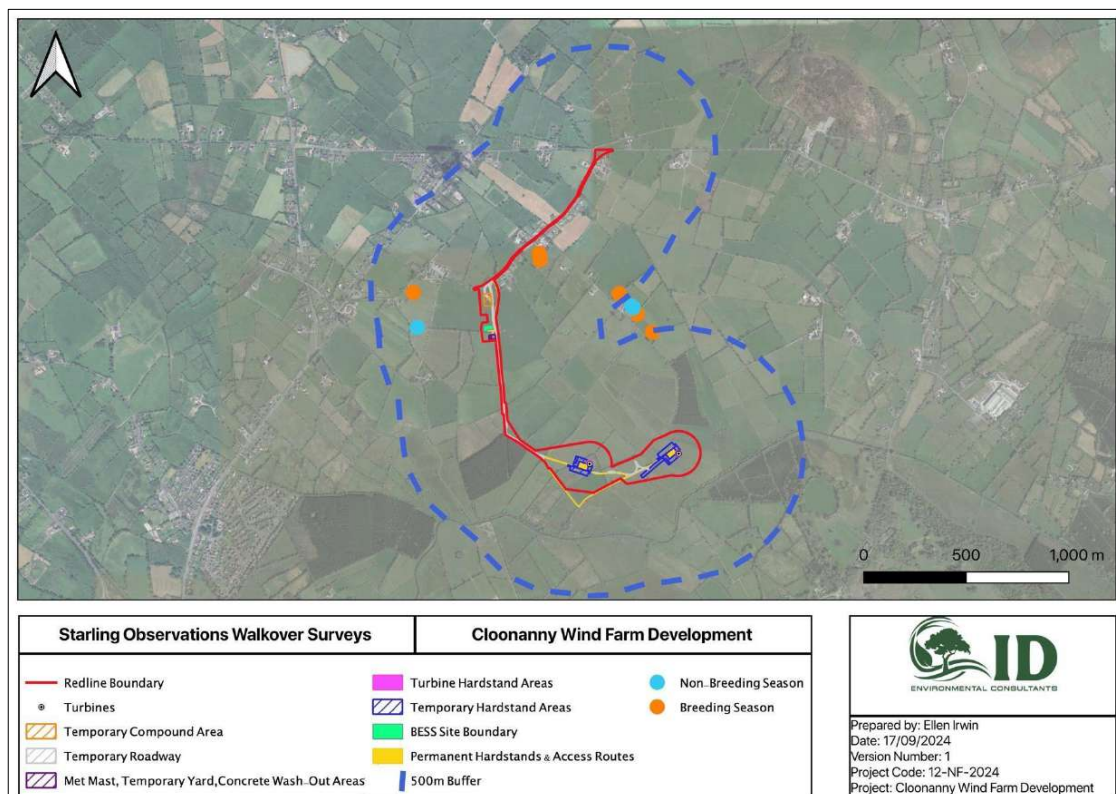 0 500 1,000 m
Starling Observations Walkover Surveys
Cloonanny Wind Farm Development
Redline Boundary
Turbines
Temporary Compound Area
Temporary Roadway
Met Mast, Temporary Yard,Concrete Wash-Out Areas
Turbine Hardstand Areas
Temporary Hardstand Areas
BESS Site Boundary
Permanent Hardstands & Access Routes
500m Buffer
Non-Breeding Season
Breeding Season
ID
ENVIRONMENTAL CONSULTANTS
Prepared by: Ellen Irwin
Date: 17/09/2024
Version Number: 1
Project Code: 12-NF-2024
Project: Cloonanny Wind Farm Development